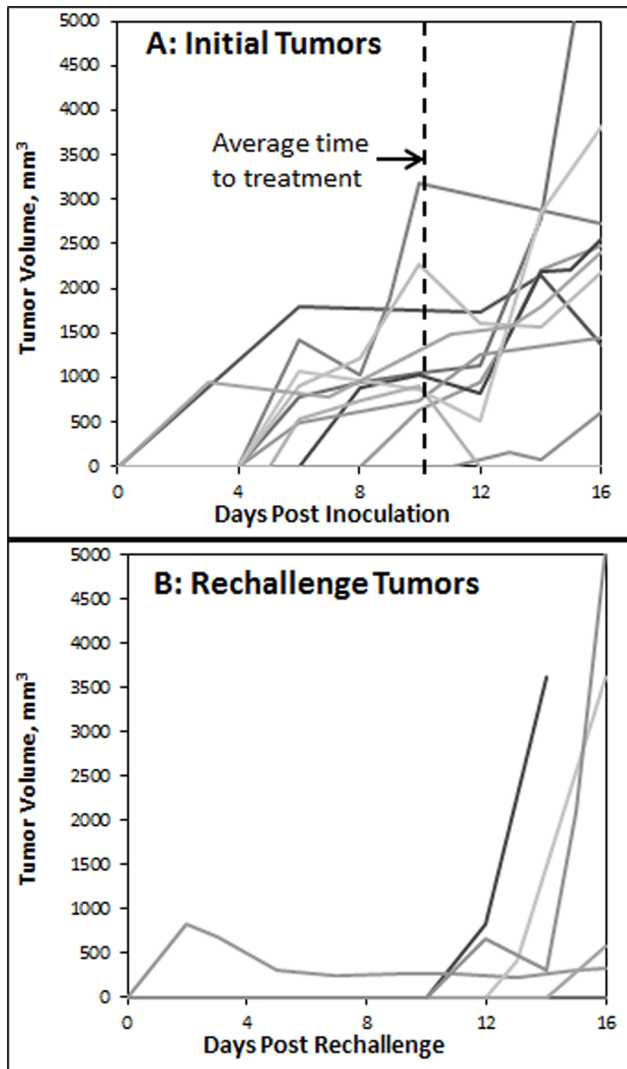 A: Initial Tumors
Average time
to treatment
Tumor Volume, mm³
5000
4500
4000
3500
3000
2500
2000
1500
1000
500
0
0 4 8 12 16
Days Post Inoculation
B: Rechallenge Tumors
Tumor Volume, mm³
5000
4500
4000
3500
3000
2500
2000
1500
1000
500
0
0 4 8 12 16
Days Post Rechallenge